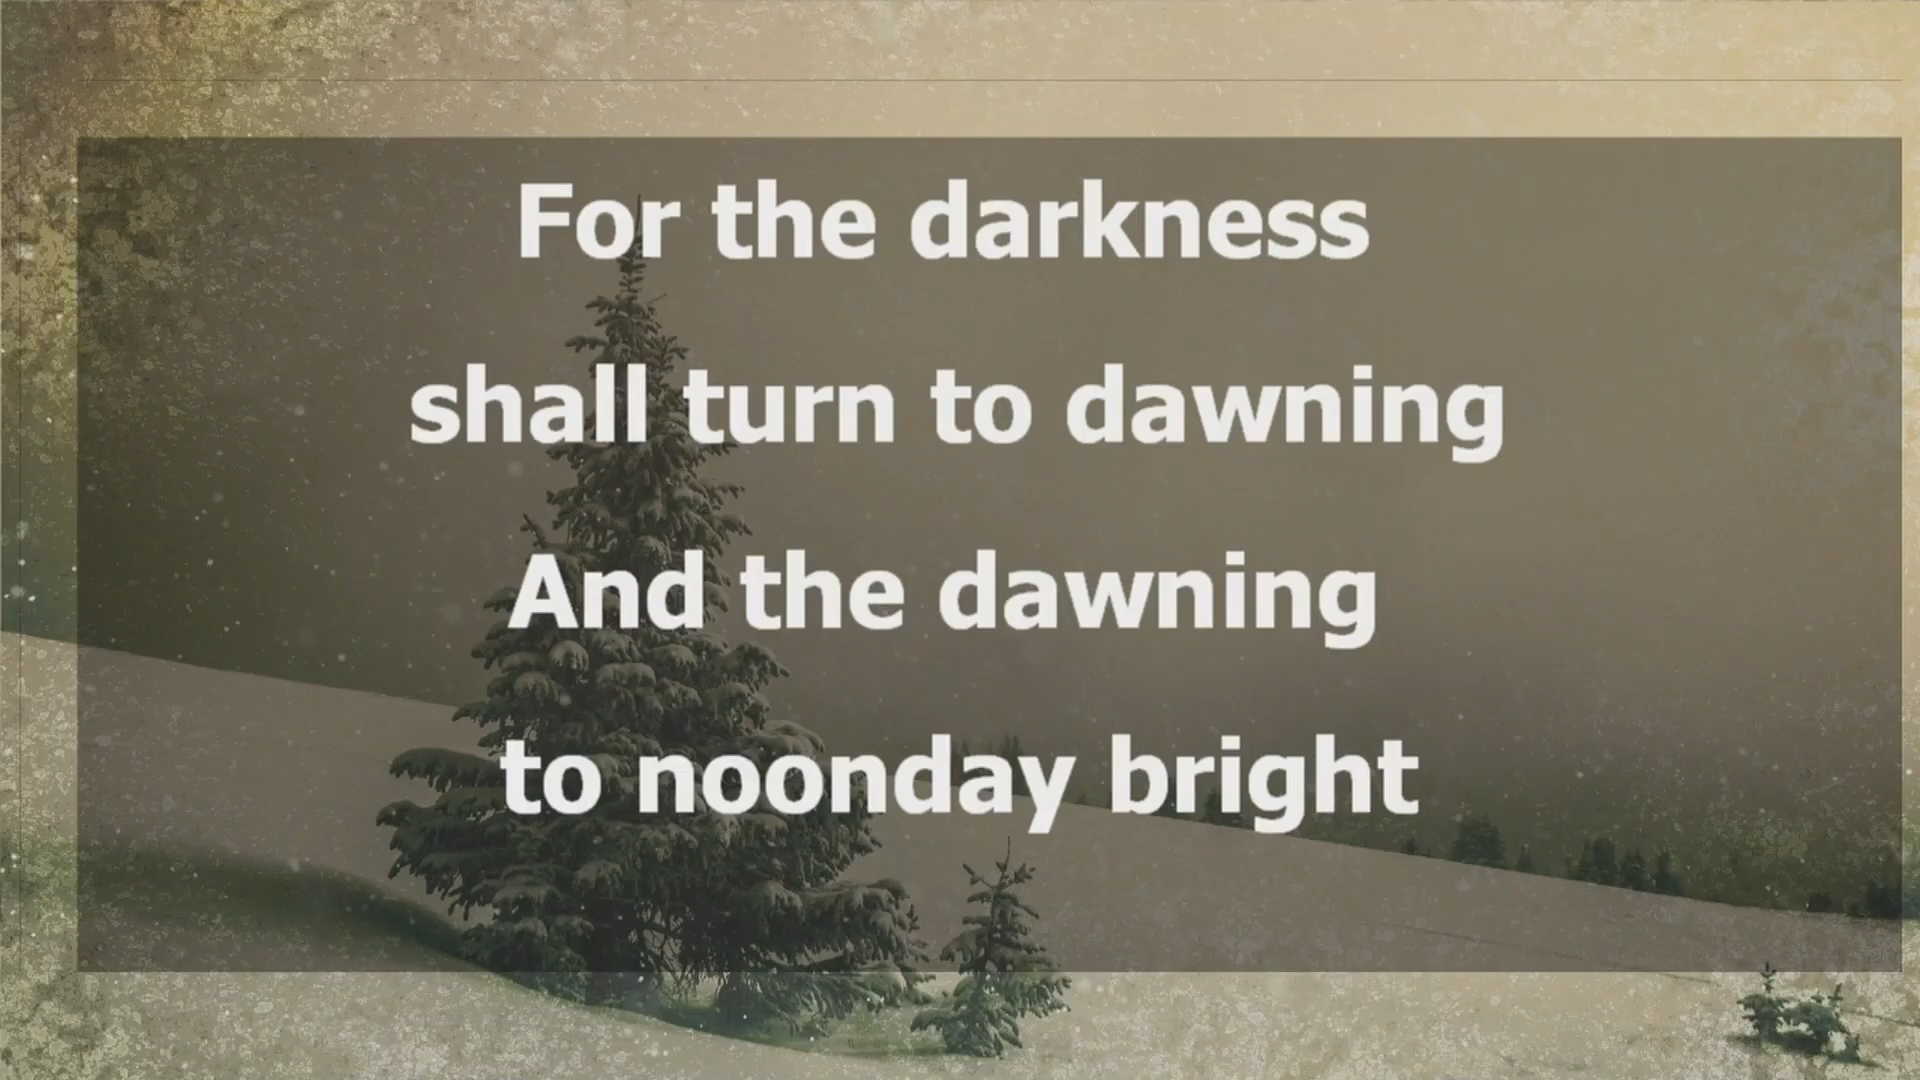 For the darkness
shall turn to dawning
And the dawning
to noonday bright